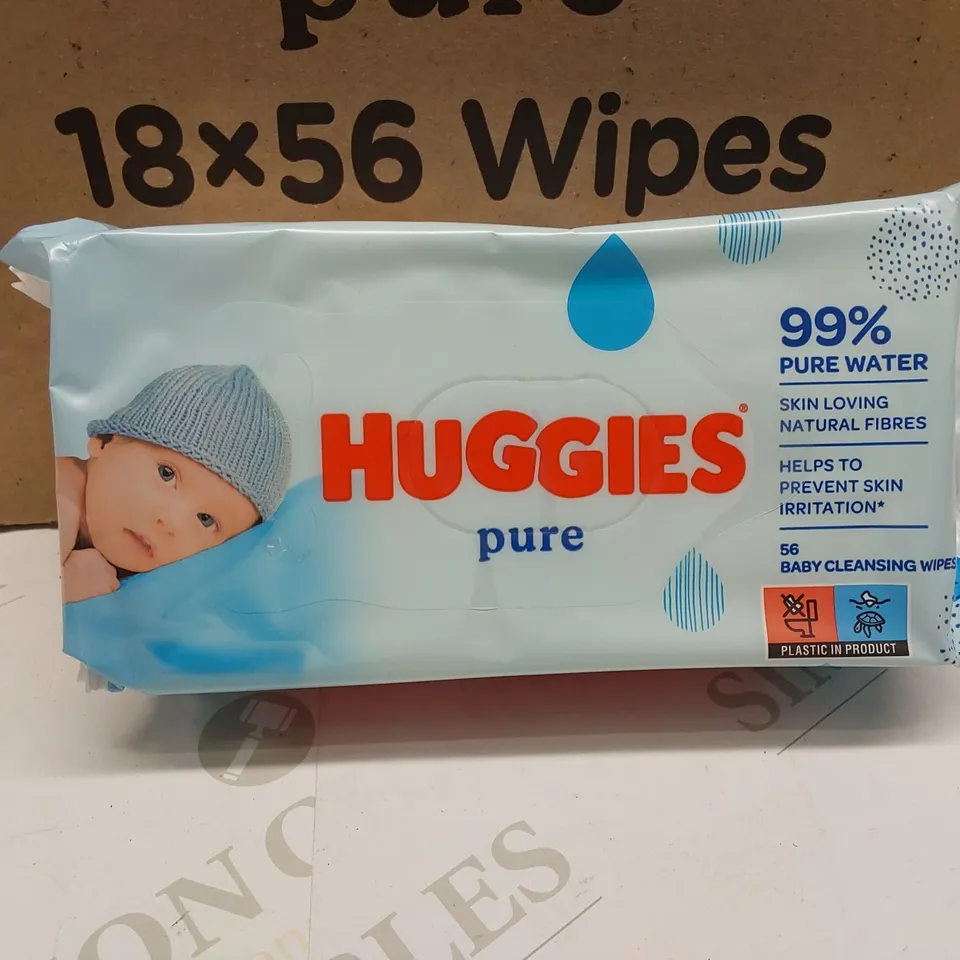 pure
18×56 Wipes
HUGGIES®
pure
99%
PURE WATER
SKIN LOVING
NATURAL FIBRES
HELPS TO
PREVENT SKIN
IRRITATION*
56
BABY CLEANSING WIPES
PLASTIC IN PRODUCT